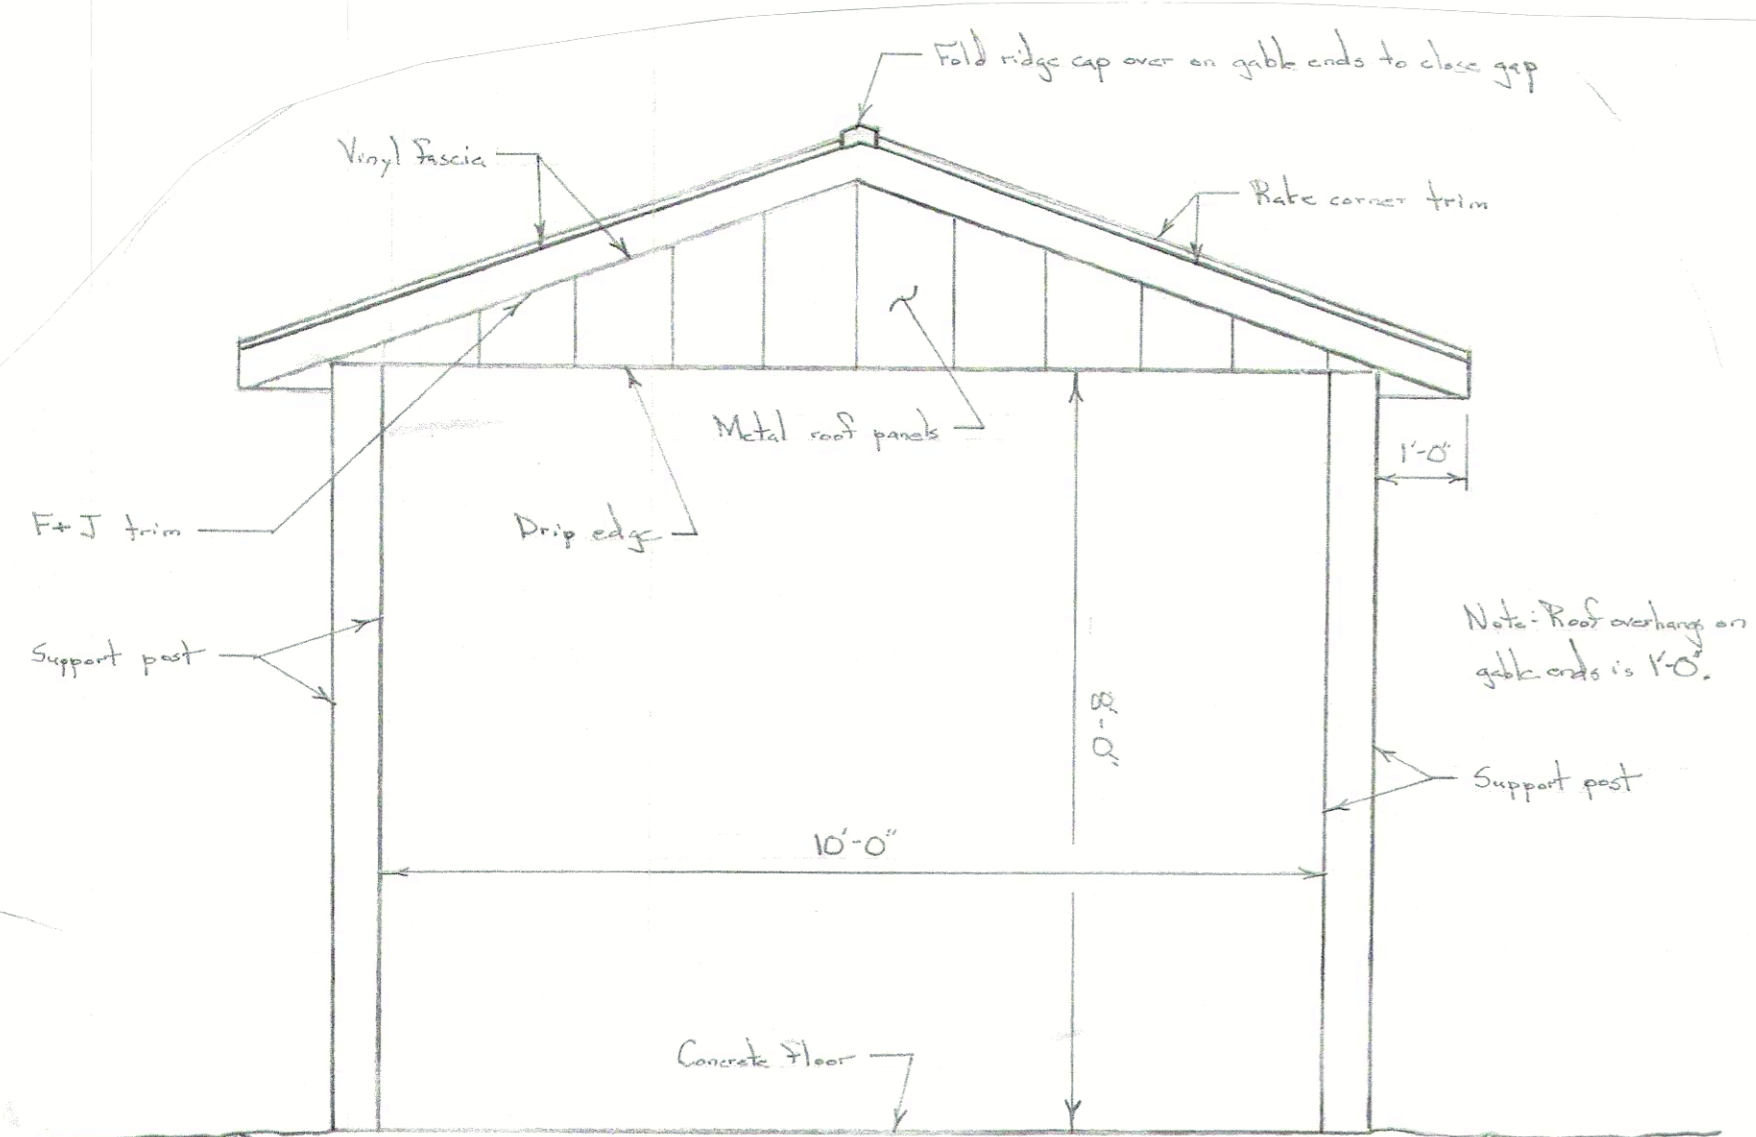 Fold ridge cap over on gable ends to close gap
Vinyl fascia
Rake corner trim
Metal roof panels
1'-0"
F+J trim
Drip edge
Note: Roof overhang on
gable ends is 1'-0".
Support post
8'-0"
Support post
10'-0"
Concrete floor